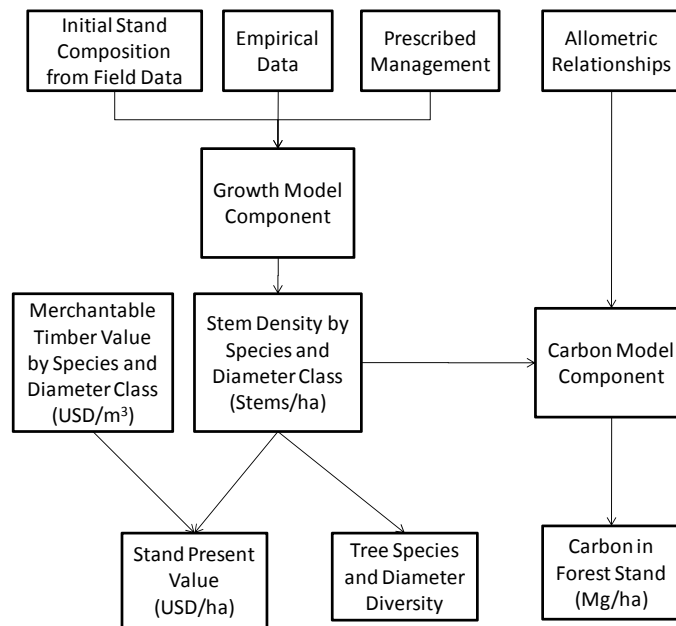 Initial Stand
Composition
from Field Data
Empirical
Data
Prescribed
Management
Allometric
Relationships
Growth Model
Component
Merchantable
Timber Value
by Species and
Diameter Class
(USD/m³)
Stem Density by
Species and
Diameter Class
(Stems/ha)
Carbon Model
Component
Stand Present
Value
(USD/ha)
Tree Species
and Diameter
Diversity
Carbon in
Forest Stand
(Mg/ha)